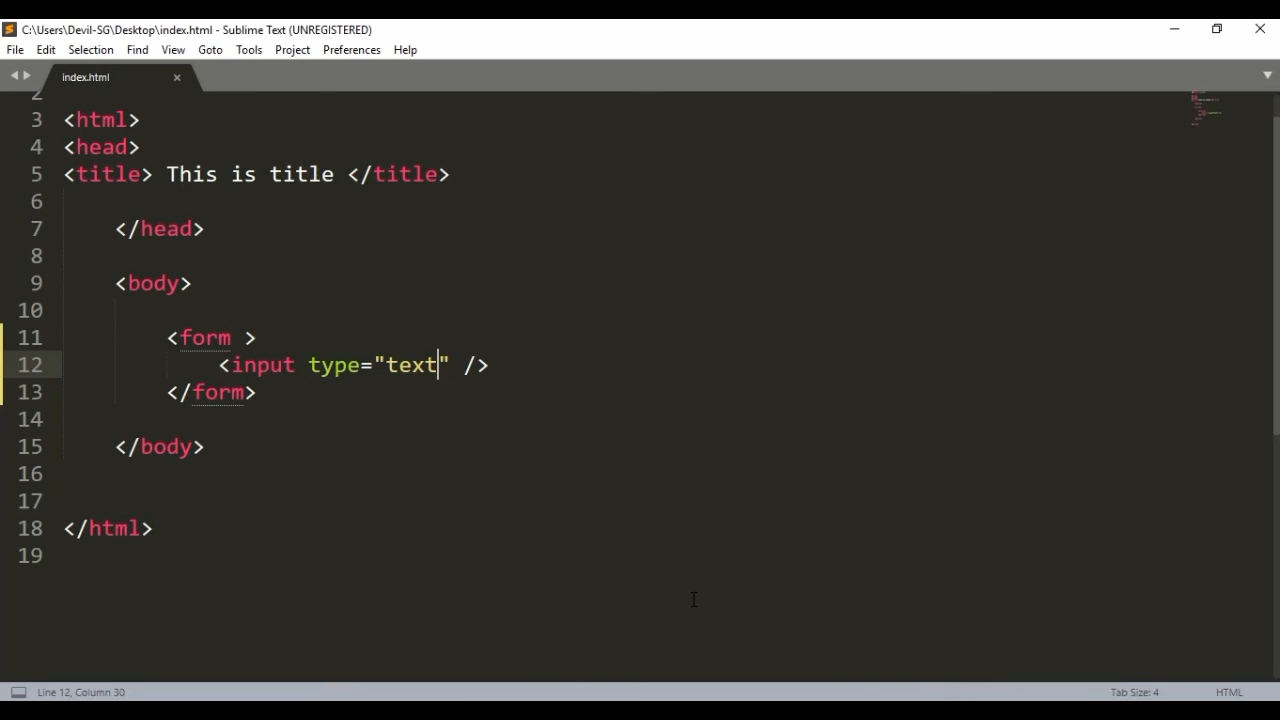 C:\Users\Devil-SG\Desktop\index.html - Sublime Text (UNREGISTERED)
File Edit Selection Find View Goto Tools Project Preferences Help
index.html
2
3 <html>
4 <head>
5 <title> This is title </title>
6
7 </head>
8
9 <body>
10
11 <form >
12 <input type="text" />
13 </form>
14
15 </body>
16
17
18 </html>
19
Line 12, Column 30 Tab Size: 4 HTML